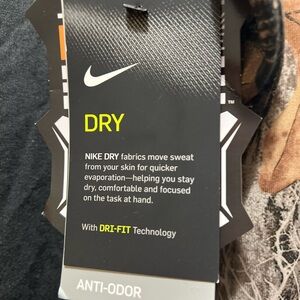 DRY
NIKE DRY fabrics move sweat
from your skin for quicker
evaporation—helping you stay
dry, comfortable and focused
on the task at hand.
With DRI-FIT Technology
ANTI-ODOR